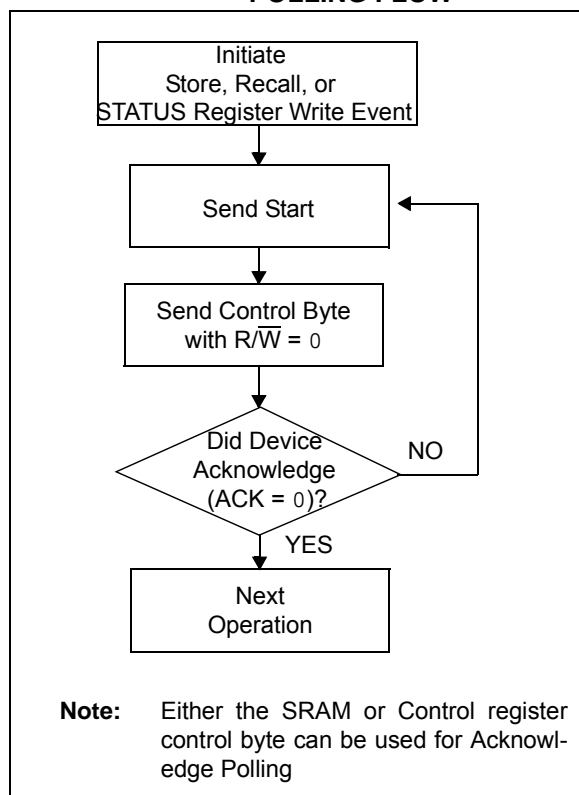 Initiate
Store, Recall, or
STATUS Register Write Event
Send Start
Send Control Byte
with R/W̅ = 0
Did Device
Acknowledge
(ACK = 0)?
NO
YES
Next
Operation
Note: Either the SRAM or Control register
control byte can be used for Acknowl-
edge Polling